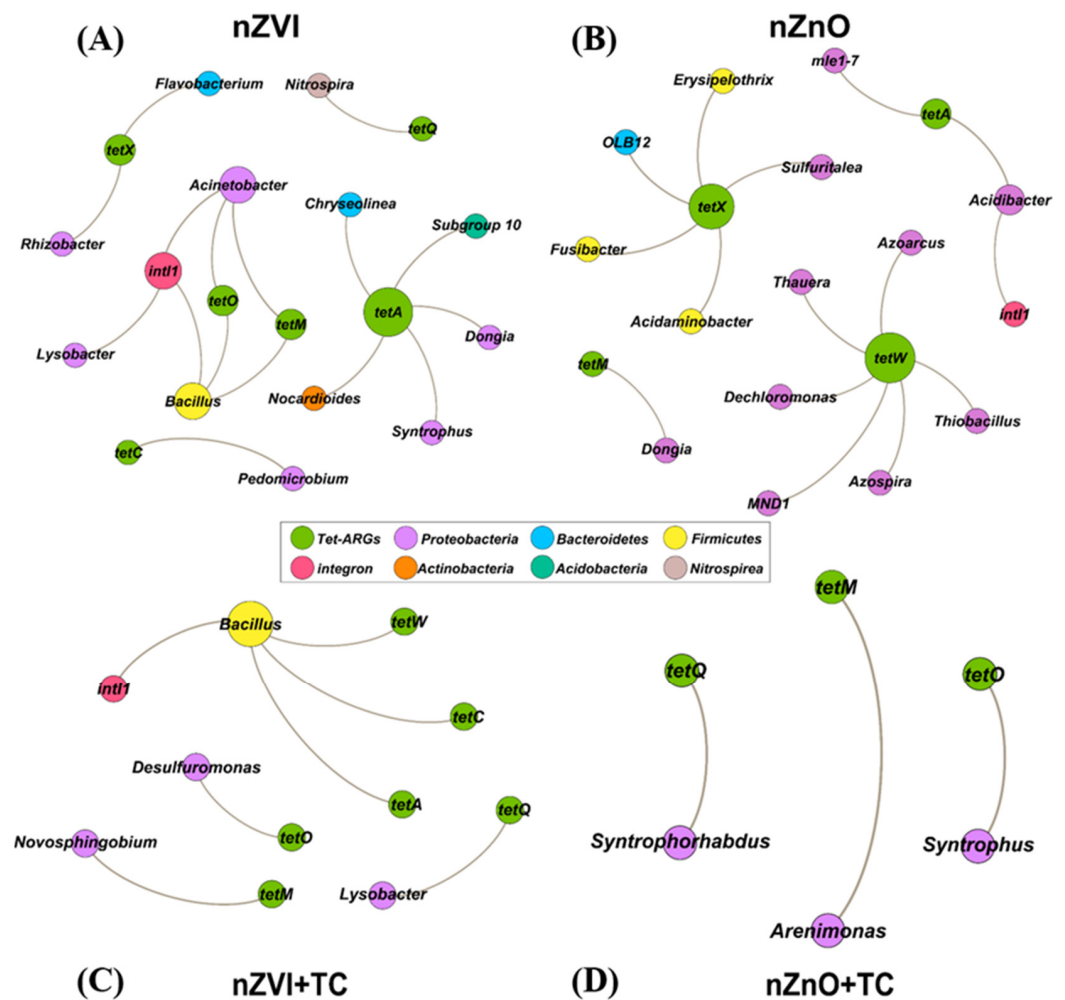 (A)
nZVI
Flavobacterium
Nitrospira
tetX
tetQ
Acinetobacter
Chryseolinea
Subgroup 10
Rhizobacter
intI1
tetO
tetM
tetA
Lysobacter
Dongia
Bacillus
Nocardioides
Syntrophus
tetC
Pedomicrobium
(B)
nZnO
mle1-7
Erysipelothrix
tetA
OLB12
Sulfuritalea
tetX
Acidibacter
Fusibacter
Azoarcus
Thauera
Acidaminobacter
intI1
tetM
tetW
Dechloromonas
Thiobacillus
Dongia
Azospira
MND1
Tet-ARGs
Proteobacteria
Bacteroidetes
Firmicutes
integron
Actinobacteria
Acidobacteria
Nitrospirea
Bacillus
tetW
intI1
tetC
Desulfuromonas
tetA
tetQ
Novosphingobium
tetO
tetM
Lysobacter
(C)
nZVI+TC
tetM
tetQ
tetO
Syntrophorhabdus
Syntrophus
Arenimonas
(D)
nZnO+TC